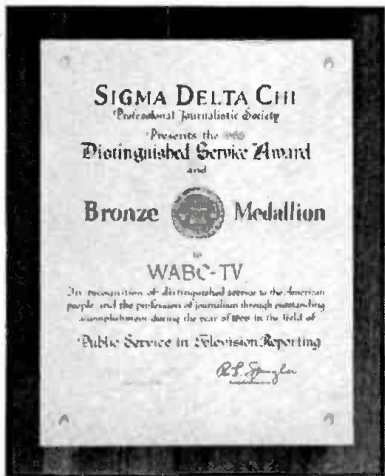 SIGMA DELTA CHI
Professional Journalistic Society
Presents the
Distinguished Service Award
and
Bronze Medallion
to
WABC-TV
In recognition of distinguished service to the American
people and the profession of journalism through outstanding
accomplishment during the year of in the field of
Public Service in Television Reporting